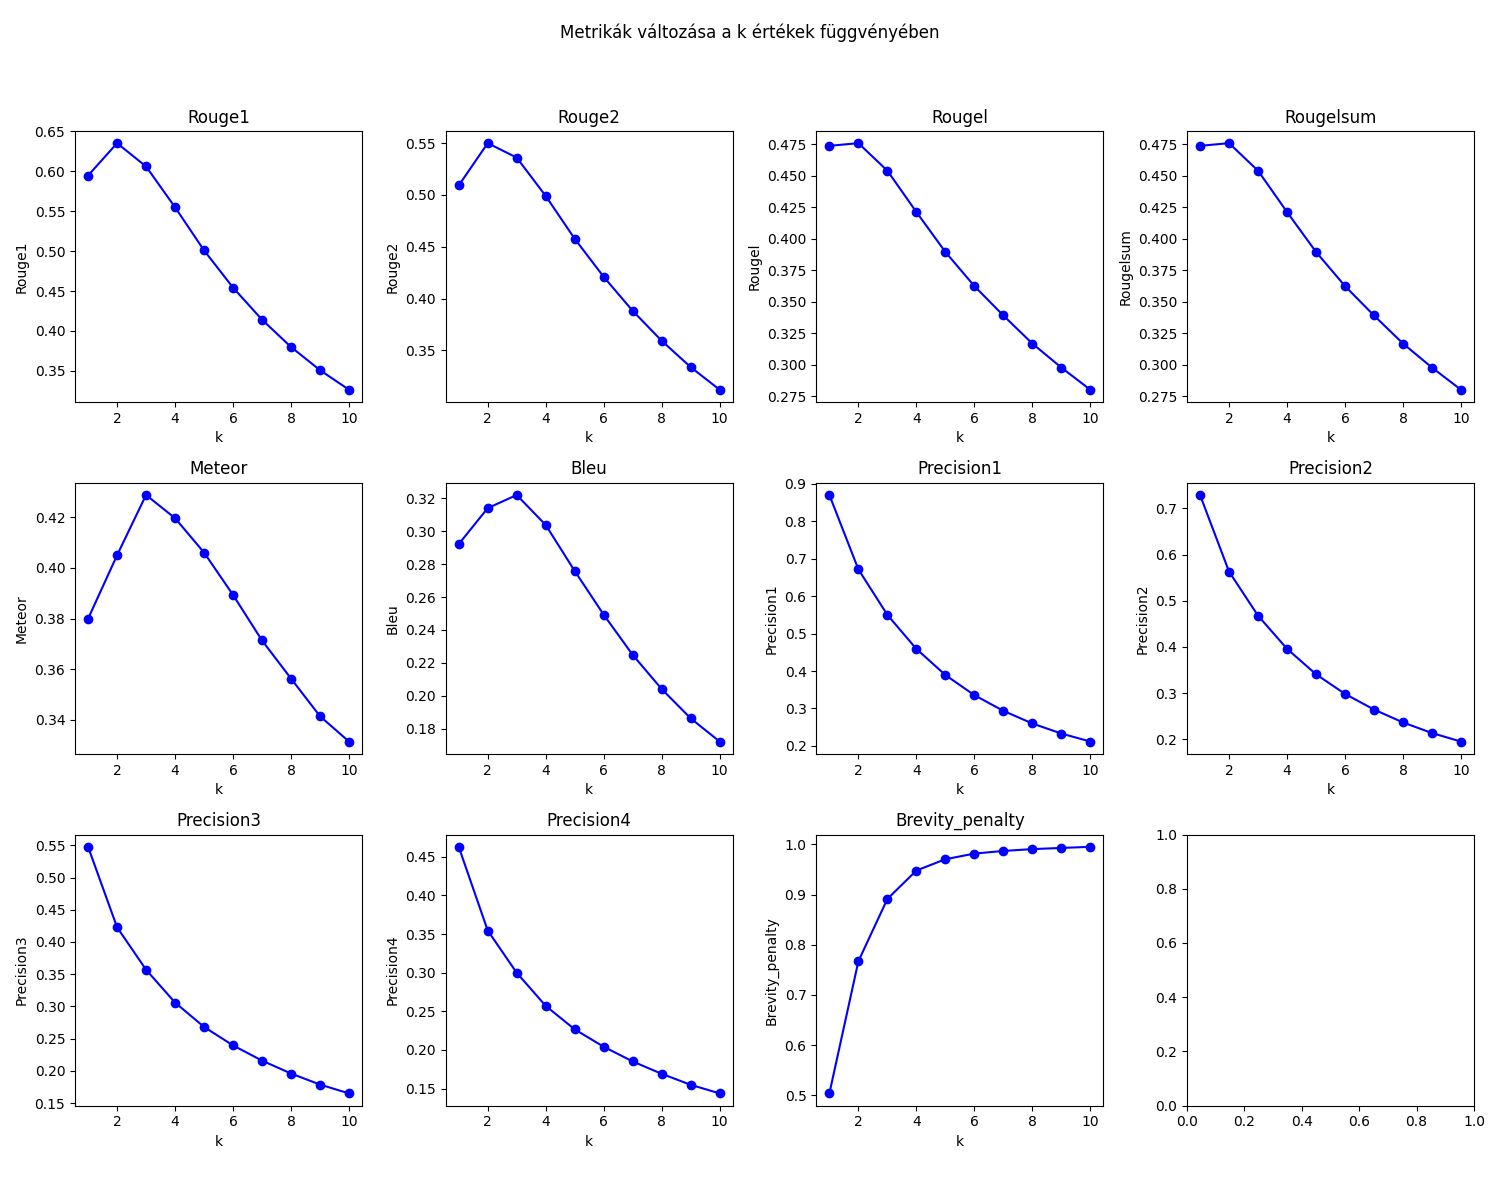 Metrikák változása a k értékek függvényében
Rouge1
Rouge1
0.65
0.60
0.55
0.50
0.45
0.40
0.35
2 4 6 8 10
k
Rouge2
Rouge2
0.55
0.50
0.45
0.40
0.35
2 4 6 8 10
k
Rougel
Rougel
0.475
0.450
0.425
0.400
0.375
0.350
0.325
0.300
0.275
2 4 6 8 10
k
Rougelsum
Rougelsum
0.475
0.450
0.425
0.400
0.375
0.350
0.325
0.300
0.275
2 4 6 8 10
k
Meteor
Meteor
0.42
0.40
0.38
0.36
0.34
2 4 6 8 10
k
Bleu
Bleu
0.32
0.30
0.28
0.26
0.24
0.22
0.20
0.18
2 4 6 8 10
k
Precision1
Precision1
0.9
0.8
0.7
0.6
0.5
0.4
0.3
0.2
2 4 6 8 10
k
Precision2
Precision2
0.7
0.6
0.5
0.4
0.3
0.2
2 4 6 8 10
k
Precision3
Precision3
0.55
0.50
0.45
0.40
0.35
0.30
0.25
0.20
0.15
2 4 6 8 10
k
Precision4
Precision4
0.45
0.40
0.35
0.30
0.25
0.20
0.15
2 4 6 8 10
k
Brevity_penalty
Brevity_penalty
1.0
0.9
0.8
0.7
0.6
0.5
2 4 6 8 10
k
1.0
0.8
0.6
0.4
0.2
0.0
0.0 0.2 0.4 0.6 0.8 1.0